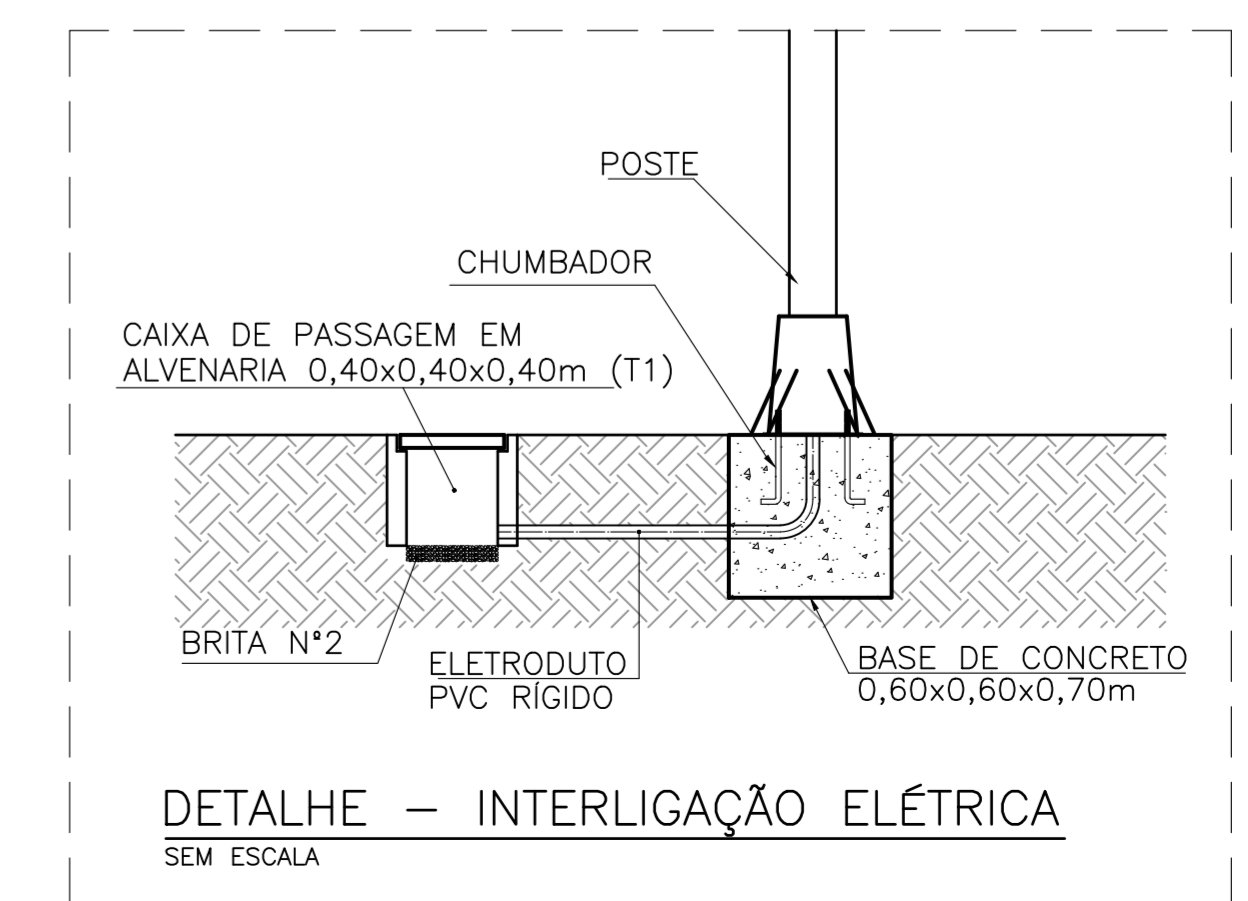 POSTE
CHUMBADOR
CAIXA DE PASSAGEM EM
ALVENARIA 0,40x0,40x0,40m (T1)
BRITA Nº2
ELETRODUTO
PVC RÍGIDO
BASE DE CONCRETO
0,60x0,60x0,70m
DETALHE – INTERLIGAÇÃO ELÉTRICA
SEM ESCALA